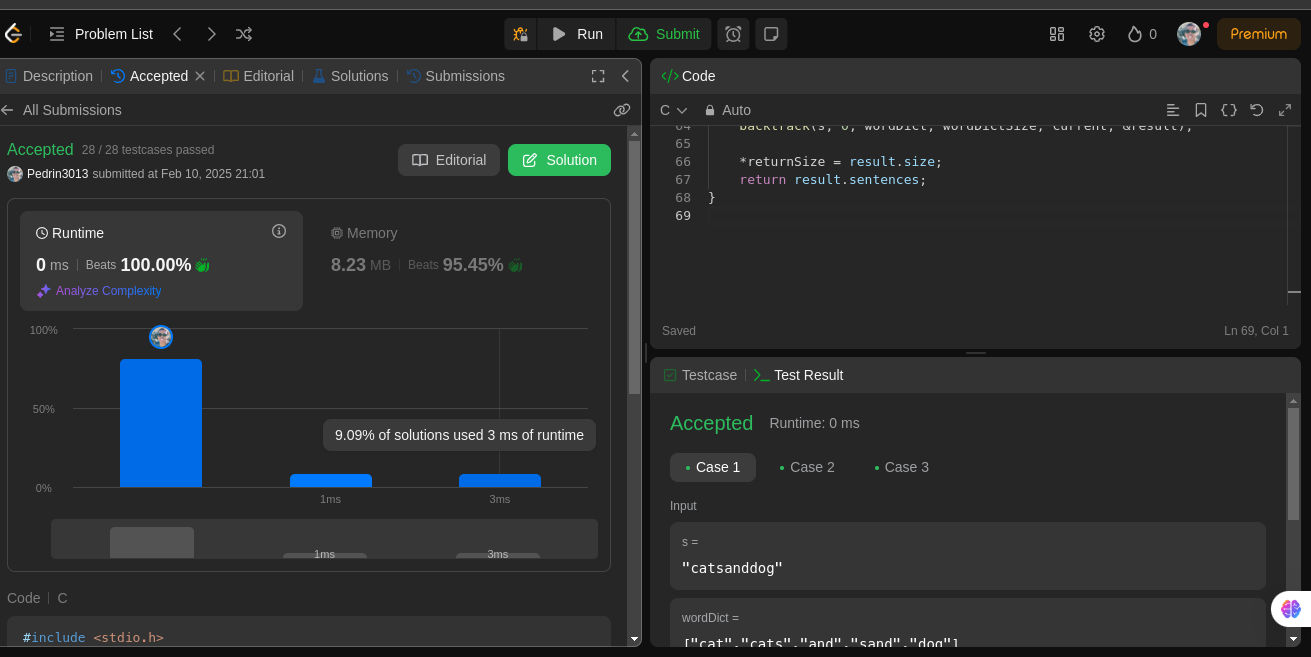 Problem List
Run
Submit
0
Premium
Description
Accepted
Editorial
Solutions
Submissions
All Submissions
Accepted 28 / 28 testcases passed
Pedrin3013 submitted at Feb 10, 2025 21:01
Editorial
Solution
Runtime
0 ms Beats 100.00%
Analyze Complexity
Memory
8.23 MB Beats 95.45%
100%
50%
0%
9.09% of solutions used 3 ms of runtime
1ms
3ms
1ms
3ms
Code C
#include <stdio.h>
</> Code
C
Auto
64 backtrack(s, 0, wordDict, wordDictSize, current, &result);
65
66 *returnSize = result.size;
67 return result.sentences;
68 }
69
Saved
Ln 69, Col 1
Testcase
Test Result
Accepted Runtime: 0 ms
Case 1
Case 2
Case 3
Input
s =
"catsanddog"
wordDict =
["cat","cats","and","sand","dog"]